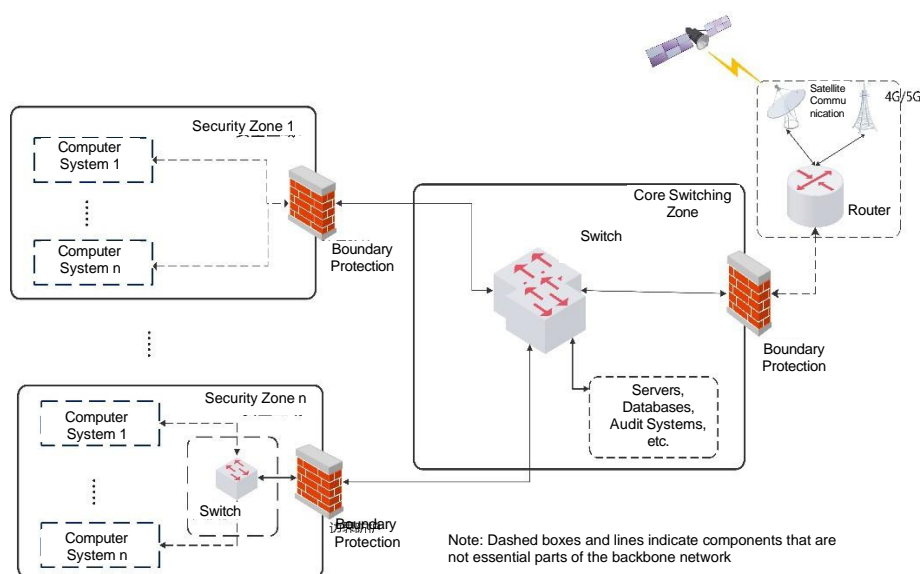 Satellite
Commu
nication
4G/5G
Router
Security Zone 1
Computer
System 1
Computer
System n
Boundary
Protection
Core Switching
Zone
Switch
Boundary
Protection
Servers,
Databases,
Audit Systems,
etc.
Security Zone n
Computer
System 1
Switch
Computer
System n
Boundary
Protection
Note: Dashed boxes and lines indicate components that are
not essential parts of the backbone network